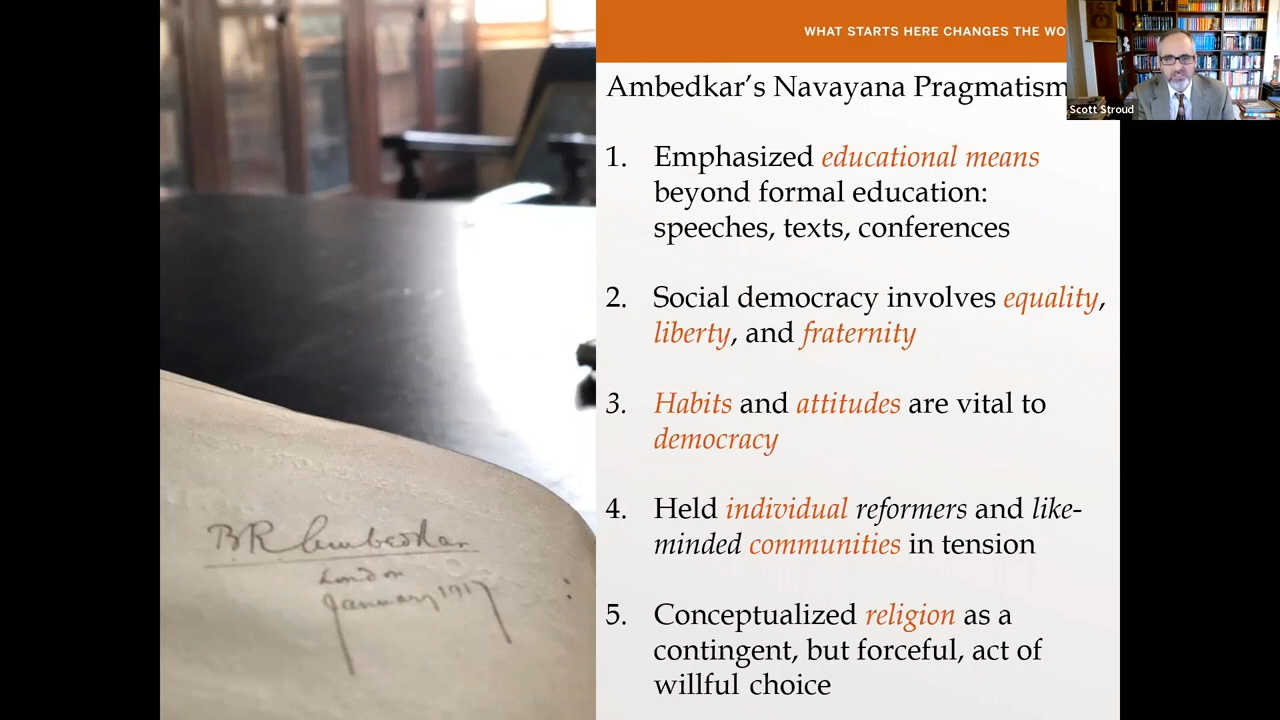 WHAT STARTS HERE CHANGES THE WO
Scott Stroud
Ambedkar’s Navayana Pragmatism
1. Emphasized educational means
beyond formal education:
speeches, texts, conferences
2. Social democracy involves equality,
liberty, and fraternity
3. Habits and attitudes are vital to
democracy
4. Held individual reformers and like-
minded communities in tension
5. Conceptualized religion as a
contingent, but forceful, act of
willful choice
B R Ambedkar
London
January 1917